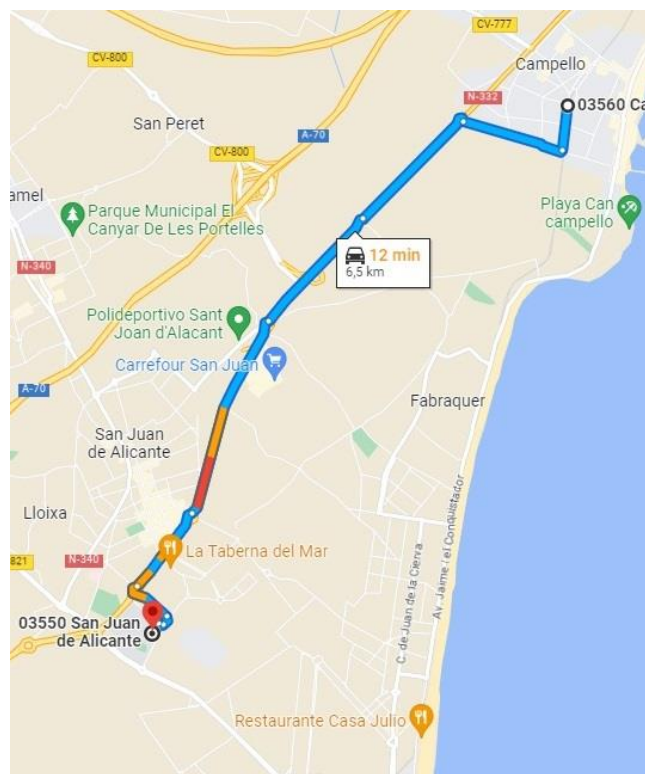 CV-777
CV-800
Campello
N-332
03560 Ca
San Peret
A-70
CV-800
amel
Parque Municipal El
Canyar De Les Portelles
Playa Can
campello
12 min
6,5 km
N-340
Polideportivo Sant
Joan d'Alacant
Carrefour San Juan
A-70
Fabraquer
San Juan
de Alicante
Lloixa
La Taberna del Mar
N-340
821
C. de Juan de la Cierva
Av. Jaime I el Conquistador
03550 San Juan
de Alicante
Restaurante Casa Julio